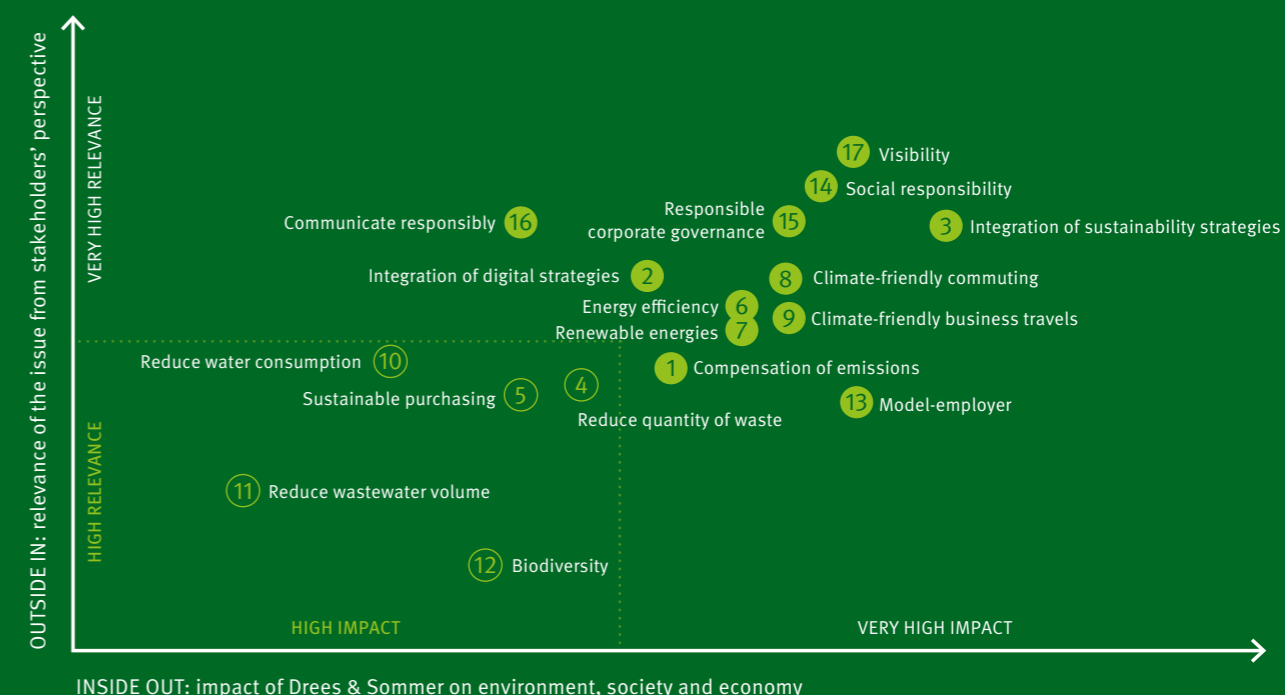 OUTSIDE IN: relevance of the issue from stakeholders’ perspective
VERY HIGH RELEVANCE
HIGH RELEVANCE
17 Visibility
14 Social responsibility
Communicate responsibly 16
Responsible
corporate governance 15
3 Integration of sustainability strategies
Integration of digital strategies 2
8 Climate-friendly commuting
Energy efficiency 6
9 Climate-friendly business travels
Renewable energies 7
Reduce water consumption 10
1 Compensation of emissions
Sustainable purchasing 5
4
Reduce quantity of waste
13 Model-employer
11 Reduce wastewater volume
12 Biodiversity
HIGH IMPACT
VERY HIGH IMPACT
INSIDE OUT: impact of Drees & Sommer on environment, society and economy